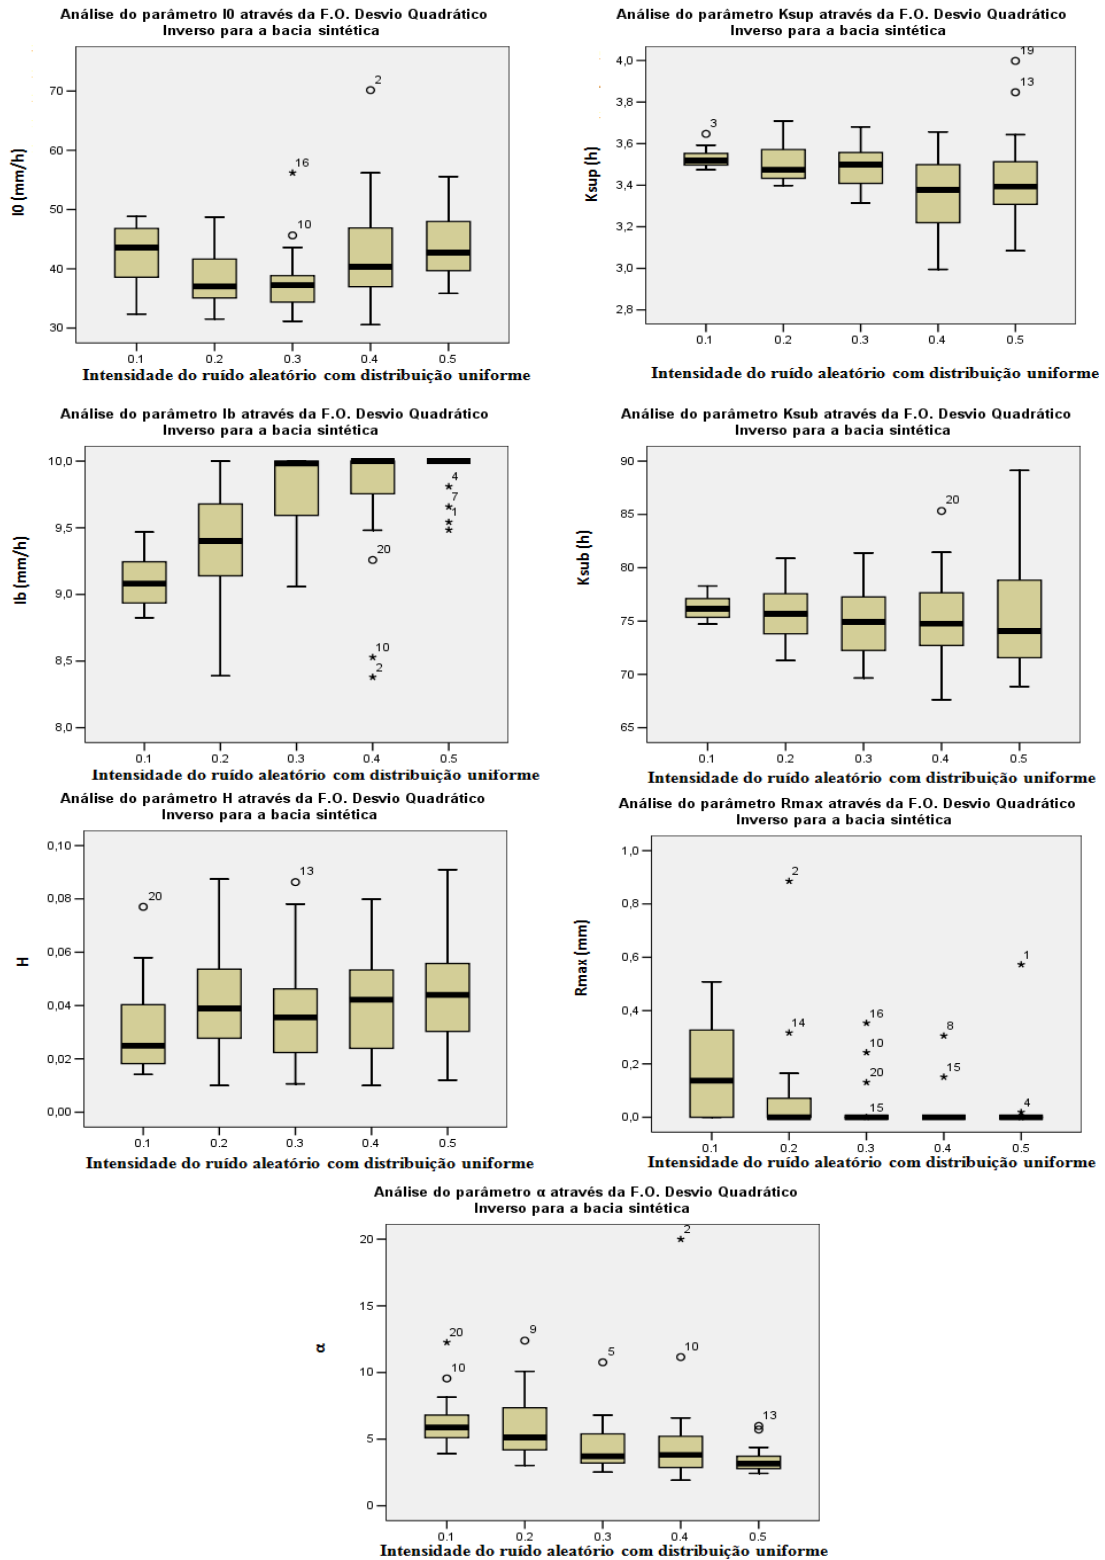 Análise do parâmetro I0 através da F.O. Desvio Quadrático
Inverso para a bacia sintética
I0 (mm/h)
70
60
50
40
30
2
16
10
0.1 0.2 0.3 0.4 0.5
Intensidade do ruído aleatório com distribuição uniforme
Análise do parâmetro Ksup através da F.O. Desvio Quadrático
Inverso para a bacia sintética
Ksup (h)
4,0
3,8
3,6
3,4
3,2
3,0
2,8
3
19
13
0.1 0.2 0.3 0.4 0.5
Intensidade do ruído aleatório com distribuição uniforme
Análise do parâmetro Ib através da F.O. Desvio Quadrático
Inverso para a bacia sintética
Ib (mm/h)
10,0
9,5
9,0
8,5
8,0
20
10
2
4
7
1
0.1 0.2 0.3 0.4 0.5
Intensidade do ruído aleatório com distribuição uniforme
Análise do parâmetro Ksub através da F.O. Desvio Quadrático
Inverso para a bacia sintética
Ksub (h)
90
85
80
75
70
65
20
0.1 0.2 0.3 0.4 0.5
Intensidade do ruído aleatório com distribuição uniforme
Análise do parâmetro H através da F.O. Desvio Quadrático
Inverso para a bacia sintética
H
0,10
0,08
0,06
0,04
0,02
0,00
20
13
0.1 0.2 0.3 0.4 0.5
Intensidade do ruído aleatório com distribuição uniforme
Análise do parâmetro Rmax através da F.O. Desvio Quadrático
Inverso para a bacia sintética
Rmax (mm)
1,0
0,8
0,6
0,4
0,2
0,0
2
14
16
10
20
15
8
15
1
4
0.1 0.2 0.3 0.4 0.5
Intensidade do ruído aleatório com distribuição uniforme
Análise do parâmetro α através da F.O. Desvio Quadrático
Inverso para a bacia sintética
α
20
15
10
5
0
20
10
9
5
2
10
13
0.1 0.2 0.3 0.4 0.5
Intensidade do ruído aleatório com distribuição uniforme